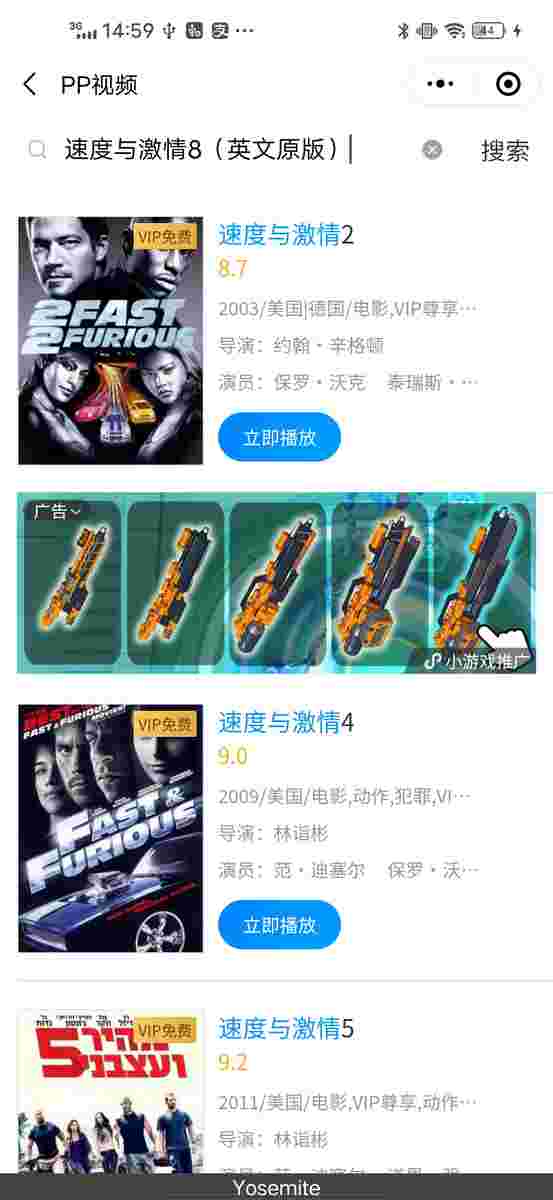 3G 14:59 44
PP视频
速度与激情8（英文原版） 搜索
VIP免费
2FAST
2FURIOUS
速度与激情2
8.7
2003/美国|德国/电影,VIP尊享…
导演：约翰·辛格顿
演员：保罗·沃克 泰瑞斯·…
立即播放
广告
小游戏推广
VIP免费
FAST & FURIOUS
FAST &
FURIOUS
速度与激情4
9.0
2009/美国/电影,动作,犯罪,VI…
导演：林诣彬
演员：范·迪塞尔 保罗·沃…
立即播放
VIP免费
מהיר 5
ועצבני
速度与激情5
9.2
2011/美国/电影,VIP尊享,动作…
导演：林诣彬
Yosemite